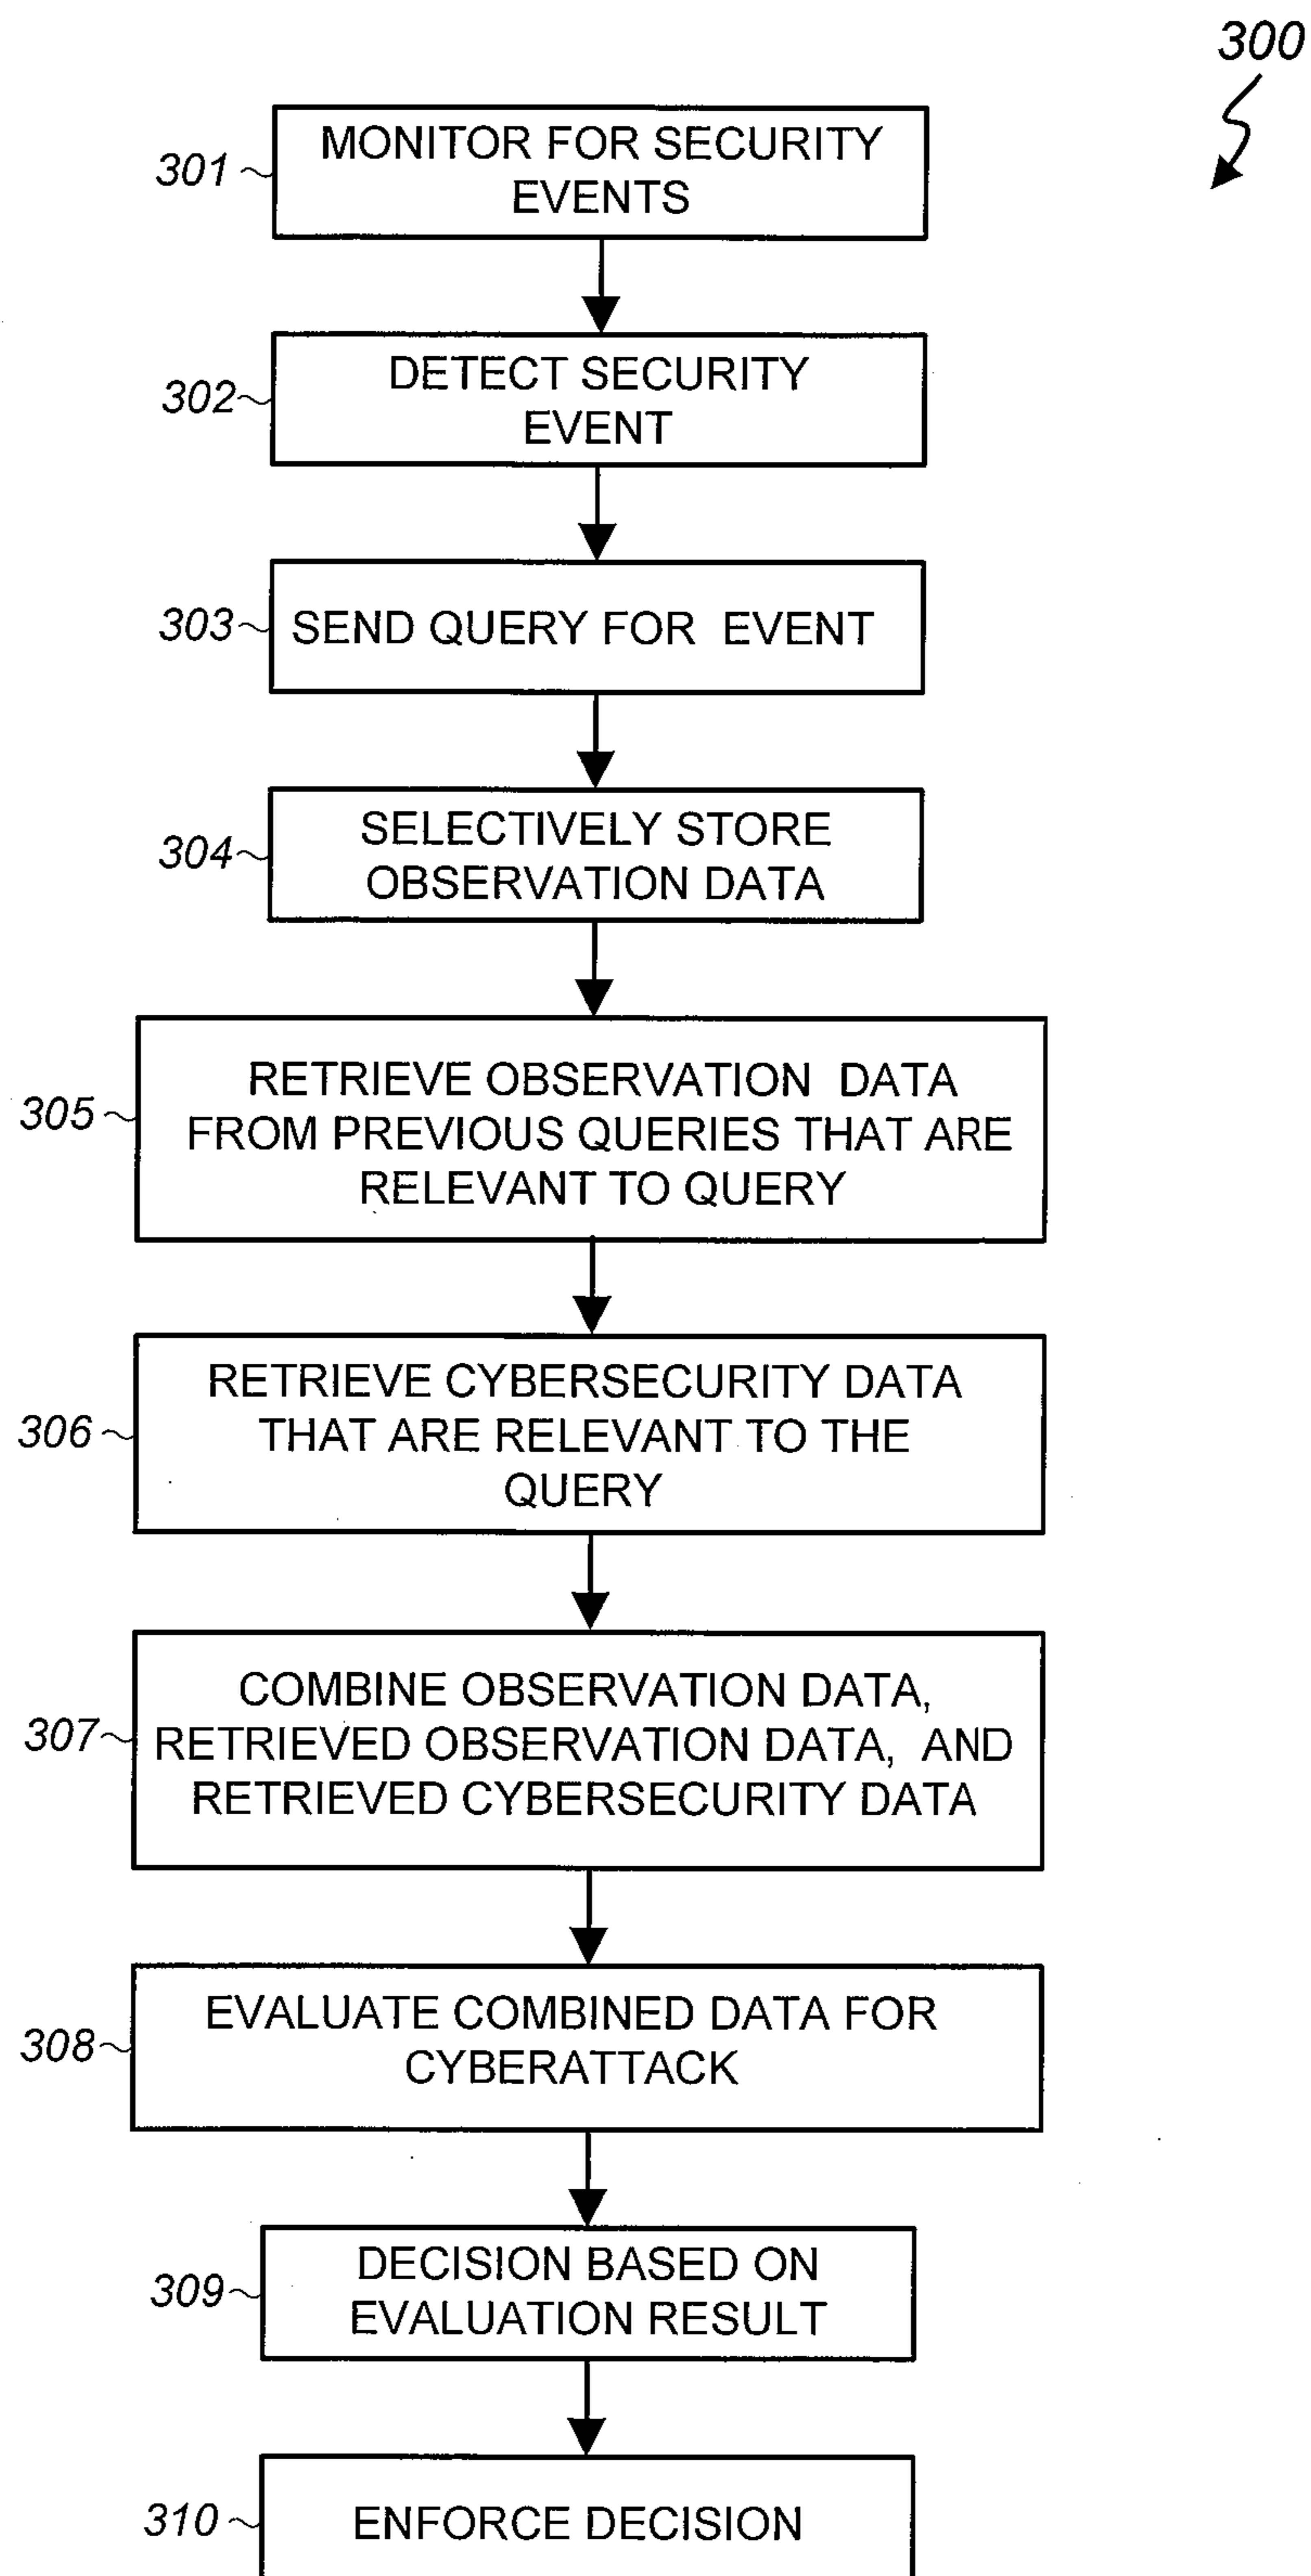 300
301
MONITOR FOR SECURITY
EVENTS
302
DETECT SECURITY
EVENT
303
SEND QUERY FOR EVENT
304
SELECTIVELY STORE
OBSERVATION DATA
305
RETRIEVE OBSERVATION DATA
FROM PREVIOUS QUERIES THAT ARE
RELEVANT TO QUERY
306
RETRIEVE CYBERSECURITY DATA
THAT ARE RELEVANT TO THE
QUERY
307
COMBINE OBSERVATION DATA,
RETRIEVED OBSERVATION DATA, AND
RETRIEVED CYBERSECURITY DATA
308
EVALUATE COMBINED DATA FOR
CYBERATTACK
309
DECISION BASED ON
EVALUATION RESULT
310
ENFORCE DECISION